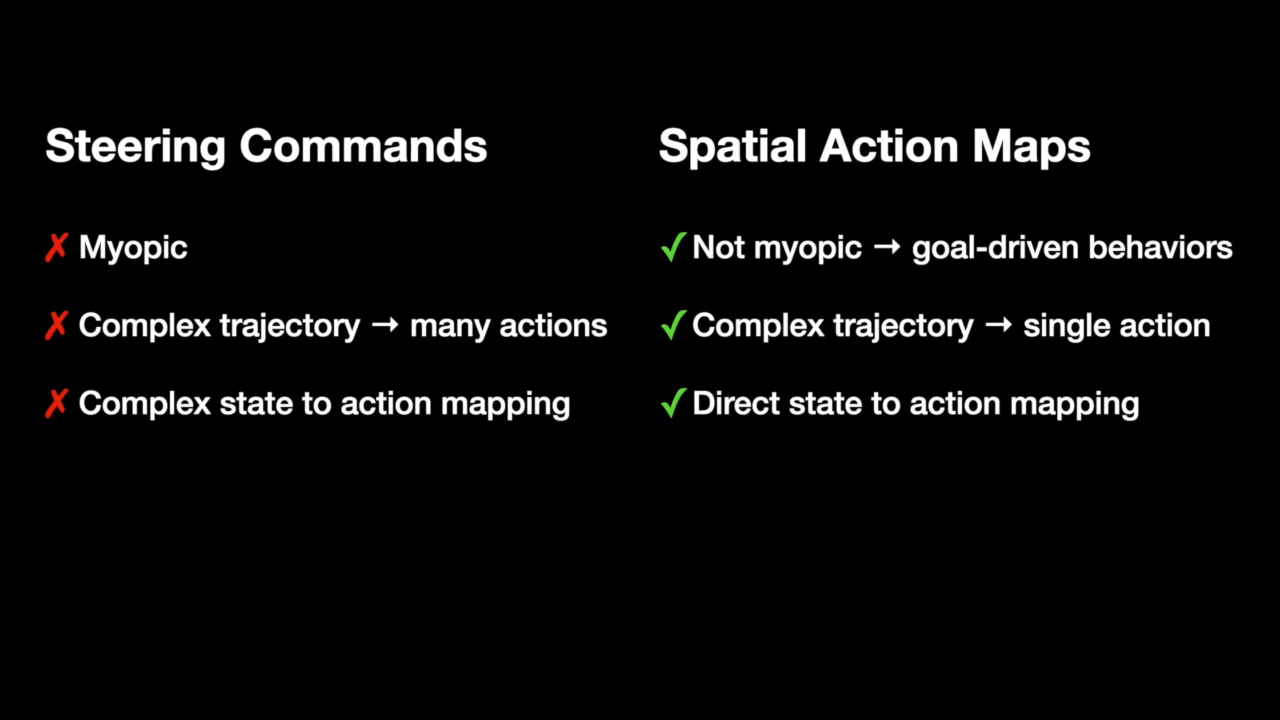 Steering Commands
✗ Myopic
✗ Complex trajectory → many actions
✗ Complex state to action mapping
Spatial Action Maps
✓ Not myopic → goal-driven behaviors
✓ Complex trajectory → single action
✓ Direct state to action mapping